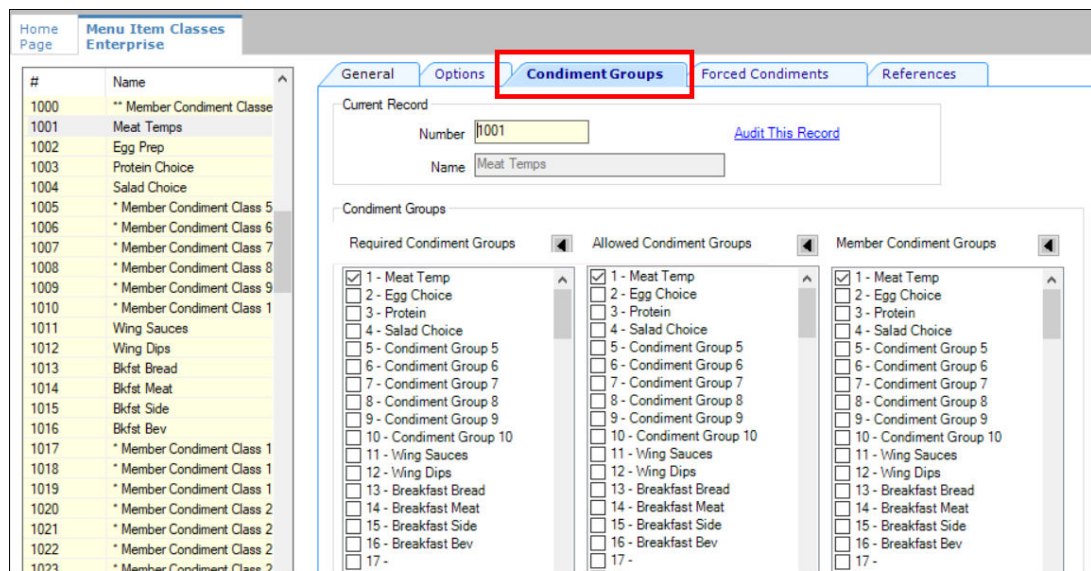 Home Page
Menu Item Classes Enterprise
# Name
1000 ** Member Condiment Classe
1001 Meat Temps
1002 Egg Prep
1003 Protein Choice
1004 Salad Choice
1005 * Member Condiment Class 5
1006 * Member Condiment Class 6
1007 * Member Condiment Class 7
1008 * Member Condiment Class 8
1009 * Member Condiment Class 9
1010 * Member Condiment Class 1
1011 Wing Sauces
1012 Wing Dips
1013 Bkfst Bread
1014 Bkfst Meat
1015 Bkfst Side
1016 Bkfst Bev
1017 * Member Condiment Class 1
1018 * Member Condiment Class 1
1019 * Member Condiment Class 1
1020 * Member Condiment Class 2
1021 * Member Condiment Class 2
1022 * Member Condiment Class 2
1023 * Member Condiment Class 2
General Options Condiment Groups Forced Condiments References
Current Record
Number 1001 Audit This Record
Name Meat Temps
Condiment Groups
Required Condiment Groups
1 - Meat Temp
2 - Egg Choice
3 - Protein
4 - Salad Choice
5 - Condiment Group 5
6 - Condiment Group 6
7 - Condiment Group 7
8 - Condiment Group 8
9 - Condiment Group 9
10 - Condiment Group 10
11 - Wing Sauces
12 - Wing Dips
13 - Breakfast Bread
14 - Breakfast Meat
15 - Breakfast Side
16 - Breakfast Bev
17 -
Allowed Condiment Groups
1 - Meat Temp
2 - Egg Choice
3 - Protein
4 - Salad Choice
5 - Condiment Group 5
6 - Condiment Group 6
7 - Condiment Group 7
8 - Condiment Group 8
9 - Condiment Group 9
10 - Condiment Group 10
11 - Wing Sauces
12 - Wing Dips
13 - Breakfast Bread
14 - Breakfast Meat
15 - Breakfast Side
16 - Breakfast Bev
17 -
Member Condiment Groups
1 - Meat Temp
2 - Egg Choice
3 - Protein
4 - Salad Choice
5 - Condiment Group 5
6 - Condiment Group 6
7 - Condiment Group 7
8 - Condiment Group 8
9 - Condiment Group 9
10 - Condiment Group 10
11 - Wing Sauces
12 - Wing Dips
13 - Breakfast Bread
14 - Breakfast Meat
15 - Breakfast Side
16 - Breakfast Bev
17 -